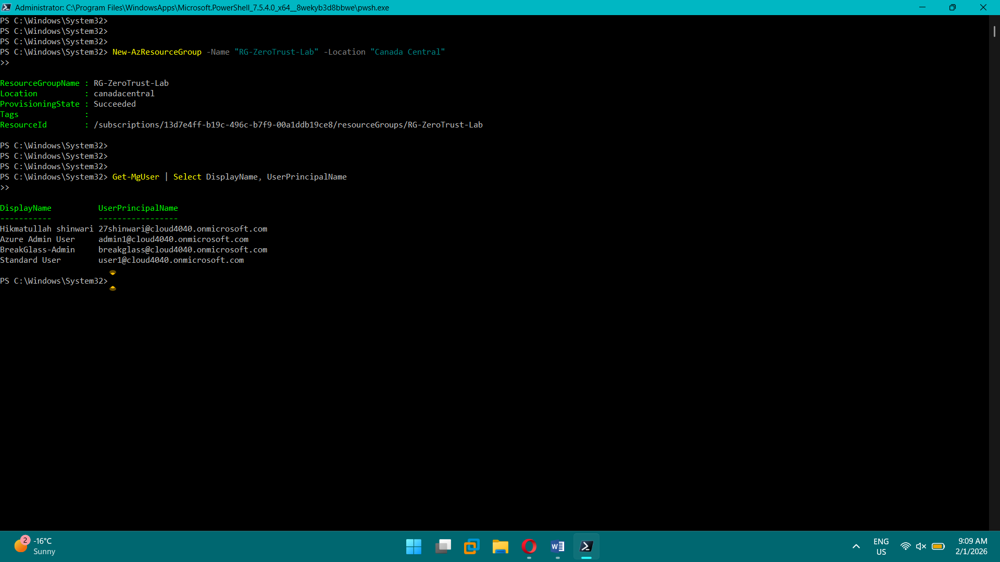 Administrator: C:\Program Files\WindowsApps\Microsoft.PowerShell_7.5.4.0_x64__8wekyb3d8bbwe\pwsh.exe
PS C:\Windows\System32>
PS C:\Windows\System32>
PS C:\Windows\System32>
PS C:\Windows\System32> New-AzResourceGroup -Name "RG-ZeroTrust-Lab" -Location "Canada Central"
>>
ResourceGroupName : RG-ZeroTrust-Lab
Location          : canadacentral
ProvisioningState : Succeeded
Tags              :
ResourceId        : /subscriptions/13d7e4ff-b19c-496c-b7f9-00a1ddb19ce8/resourceGroups/RG-ZeroTrust-Lab
PS C:\Windows\System32>
PS C:\Windows\System32>
PS C:\Windows\System32>
PS C:\Windows\System32> Get-MgUser | Select DisplayName, UserPrincipalName
>>
DisplayName          UserPrincipalName
-----------          -----------------
Hikmatullah shinwari 27shinwari@cloud4040.onmicrosoft.com
Azure Admin User     admin1@cloud4040.onmicrosoft.com
BreakGlass-Admin     breakglass@cloud4040.onmicrosoft.com
Standard User        user1@cloud4040.onmicrosoft.com
PS C:\Windows\System32>
2
-16°C
Sunny
W
ENG
US
9:09 AM
2/1/2026